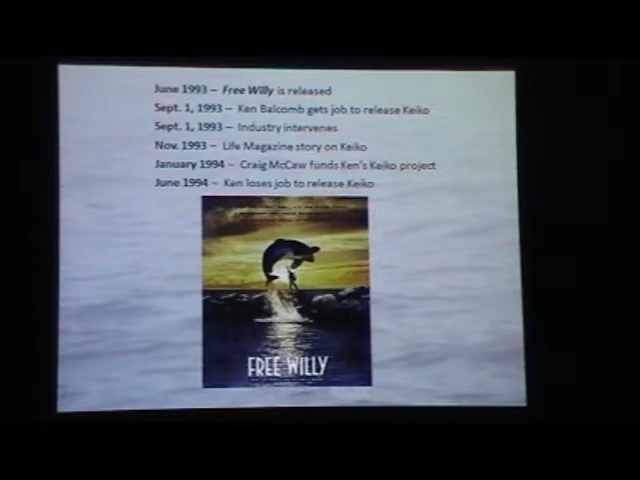 June 1993 – Free Willy is released
Sept. 1, 1993 – Ken Balcomb gets job to release Keiko
Sept. 1, 1993 – Industry intervenes
Nov. 1993 – Life Magazine story on Keiko
January 1994 – Craig McCaw funds Ken's Keiko project
June 1994 – Ken loses job to release Keiko
FREE WILLY